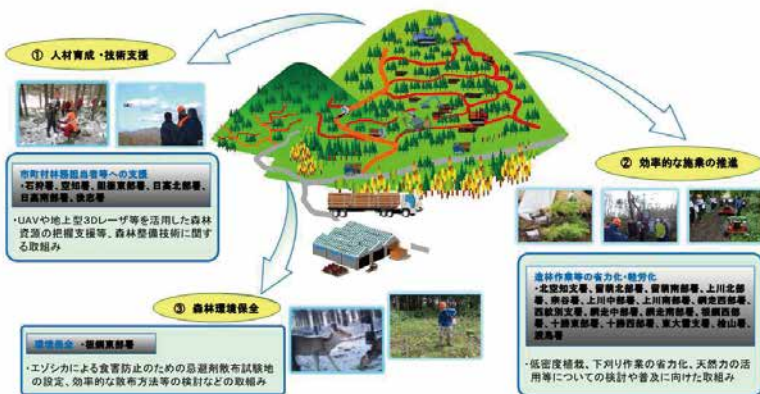 ① 人材育成・技術支援
市町村林務担当者等への支援
・石狩署、空知署、胆振東部署、日高北部署、
日高南部署、後志署
・UAVや地上型3Dレーザ等を活用した森林
資源の把握支援等、森林整備技術に関す
る取組み
② 効率的な施業の推進
造林作業等の省力化・軽労化
・北空知支署、留萌北部署、留萌南部署、上川北部
署、宗谷署、上川中部署、上川南部署、網走西部署、
西紋別支署、網走中部署、網走南部署、根釧西部
署、十勝東部署、十勝西部署、東大雪支署、檜山署、
渡島署
・低密度植栽、下刈り作業の省力化、天然力の活
用等についての検討や普及に向けた取組み
③ 森林環境保全
環境保全 ・根釧東部署
・エゾシカによる食害防止のための忌避剤散布試験地
の設定、効率的な散布方法等の検討などの取組み